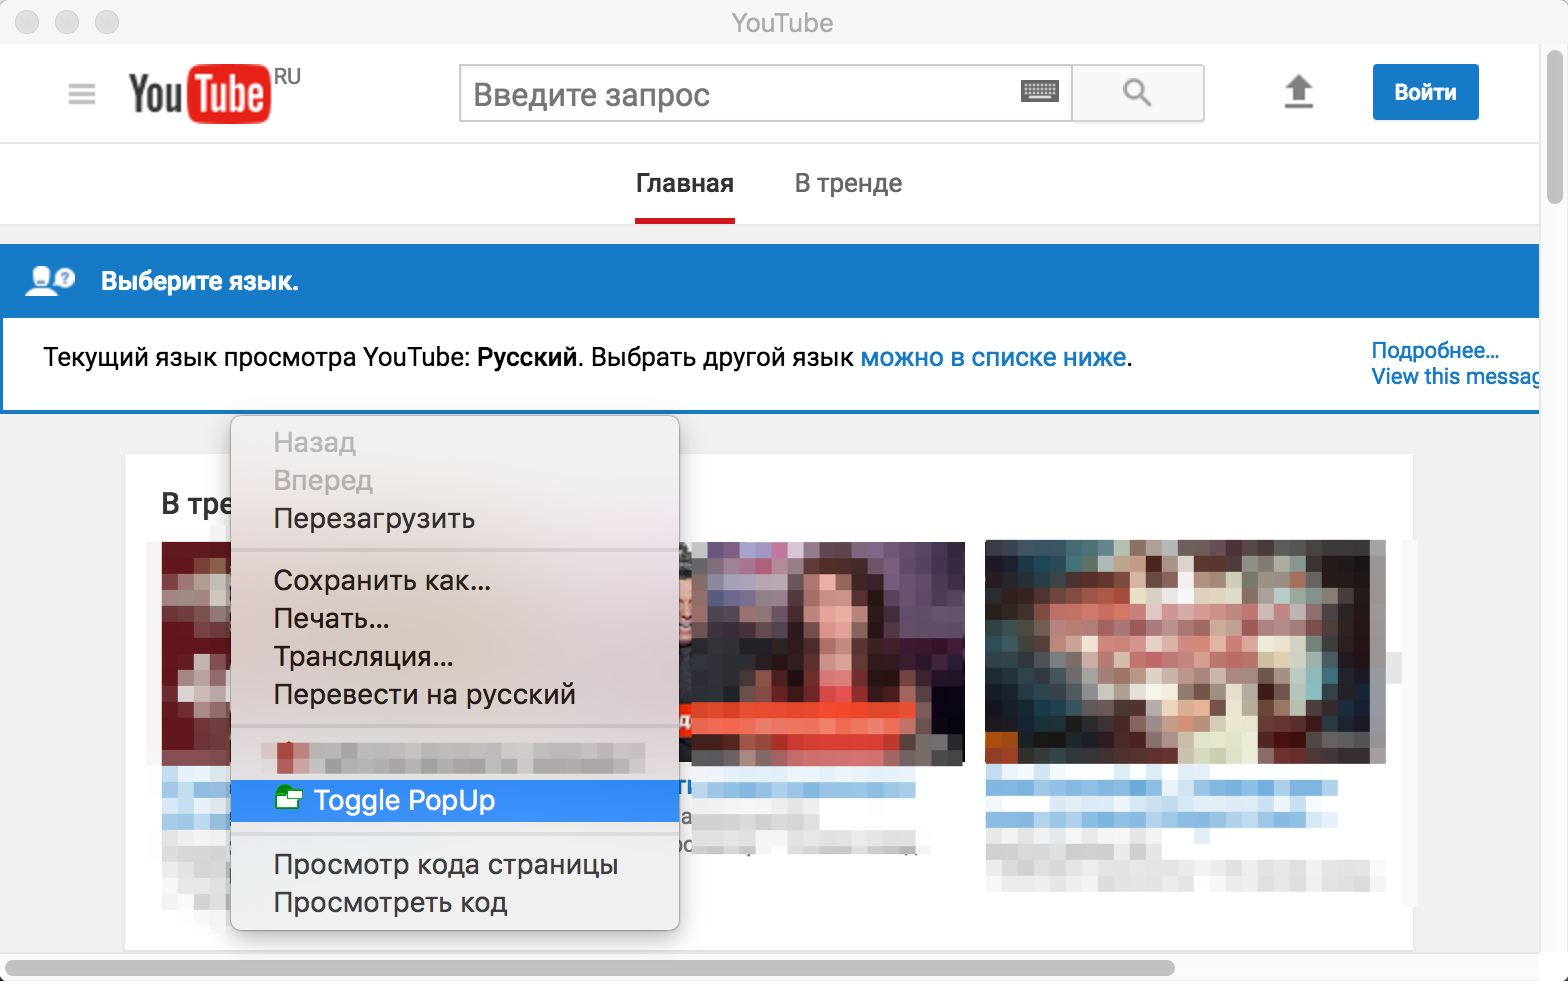 YouTube
YouTube RU
Введите запрос
Войти
Главная
В тренде
Выберите язык.
Текущий язык просмотра YouTube: Русский. Выбрать другой язык можно в списке ниже.
Подробнее...
View this messag
В тре
Назад
Вперед
Перезагрузить
Сохранить как...
Печать...
Трансляция...
Перевести на русский
Toggle PopUp
Просмотр кода страницы
Просмотреть код